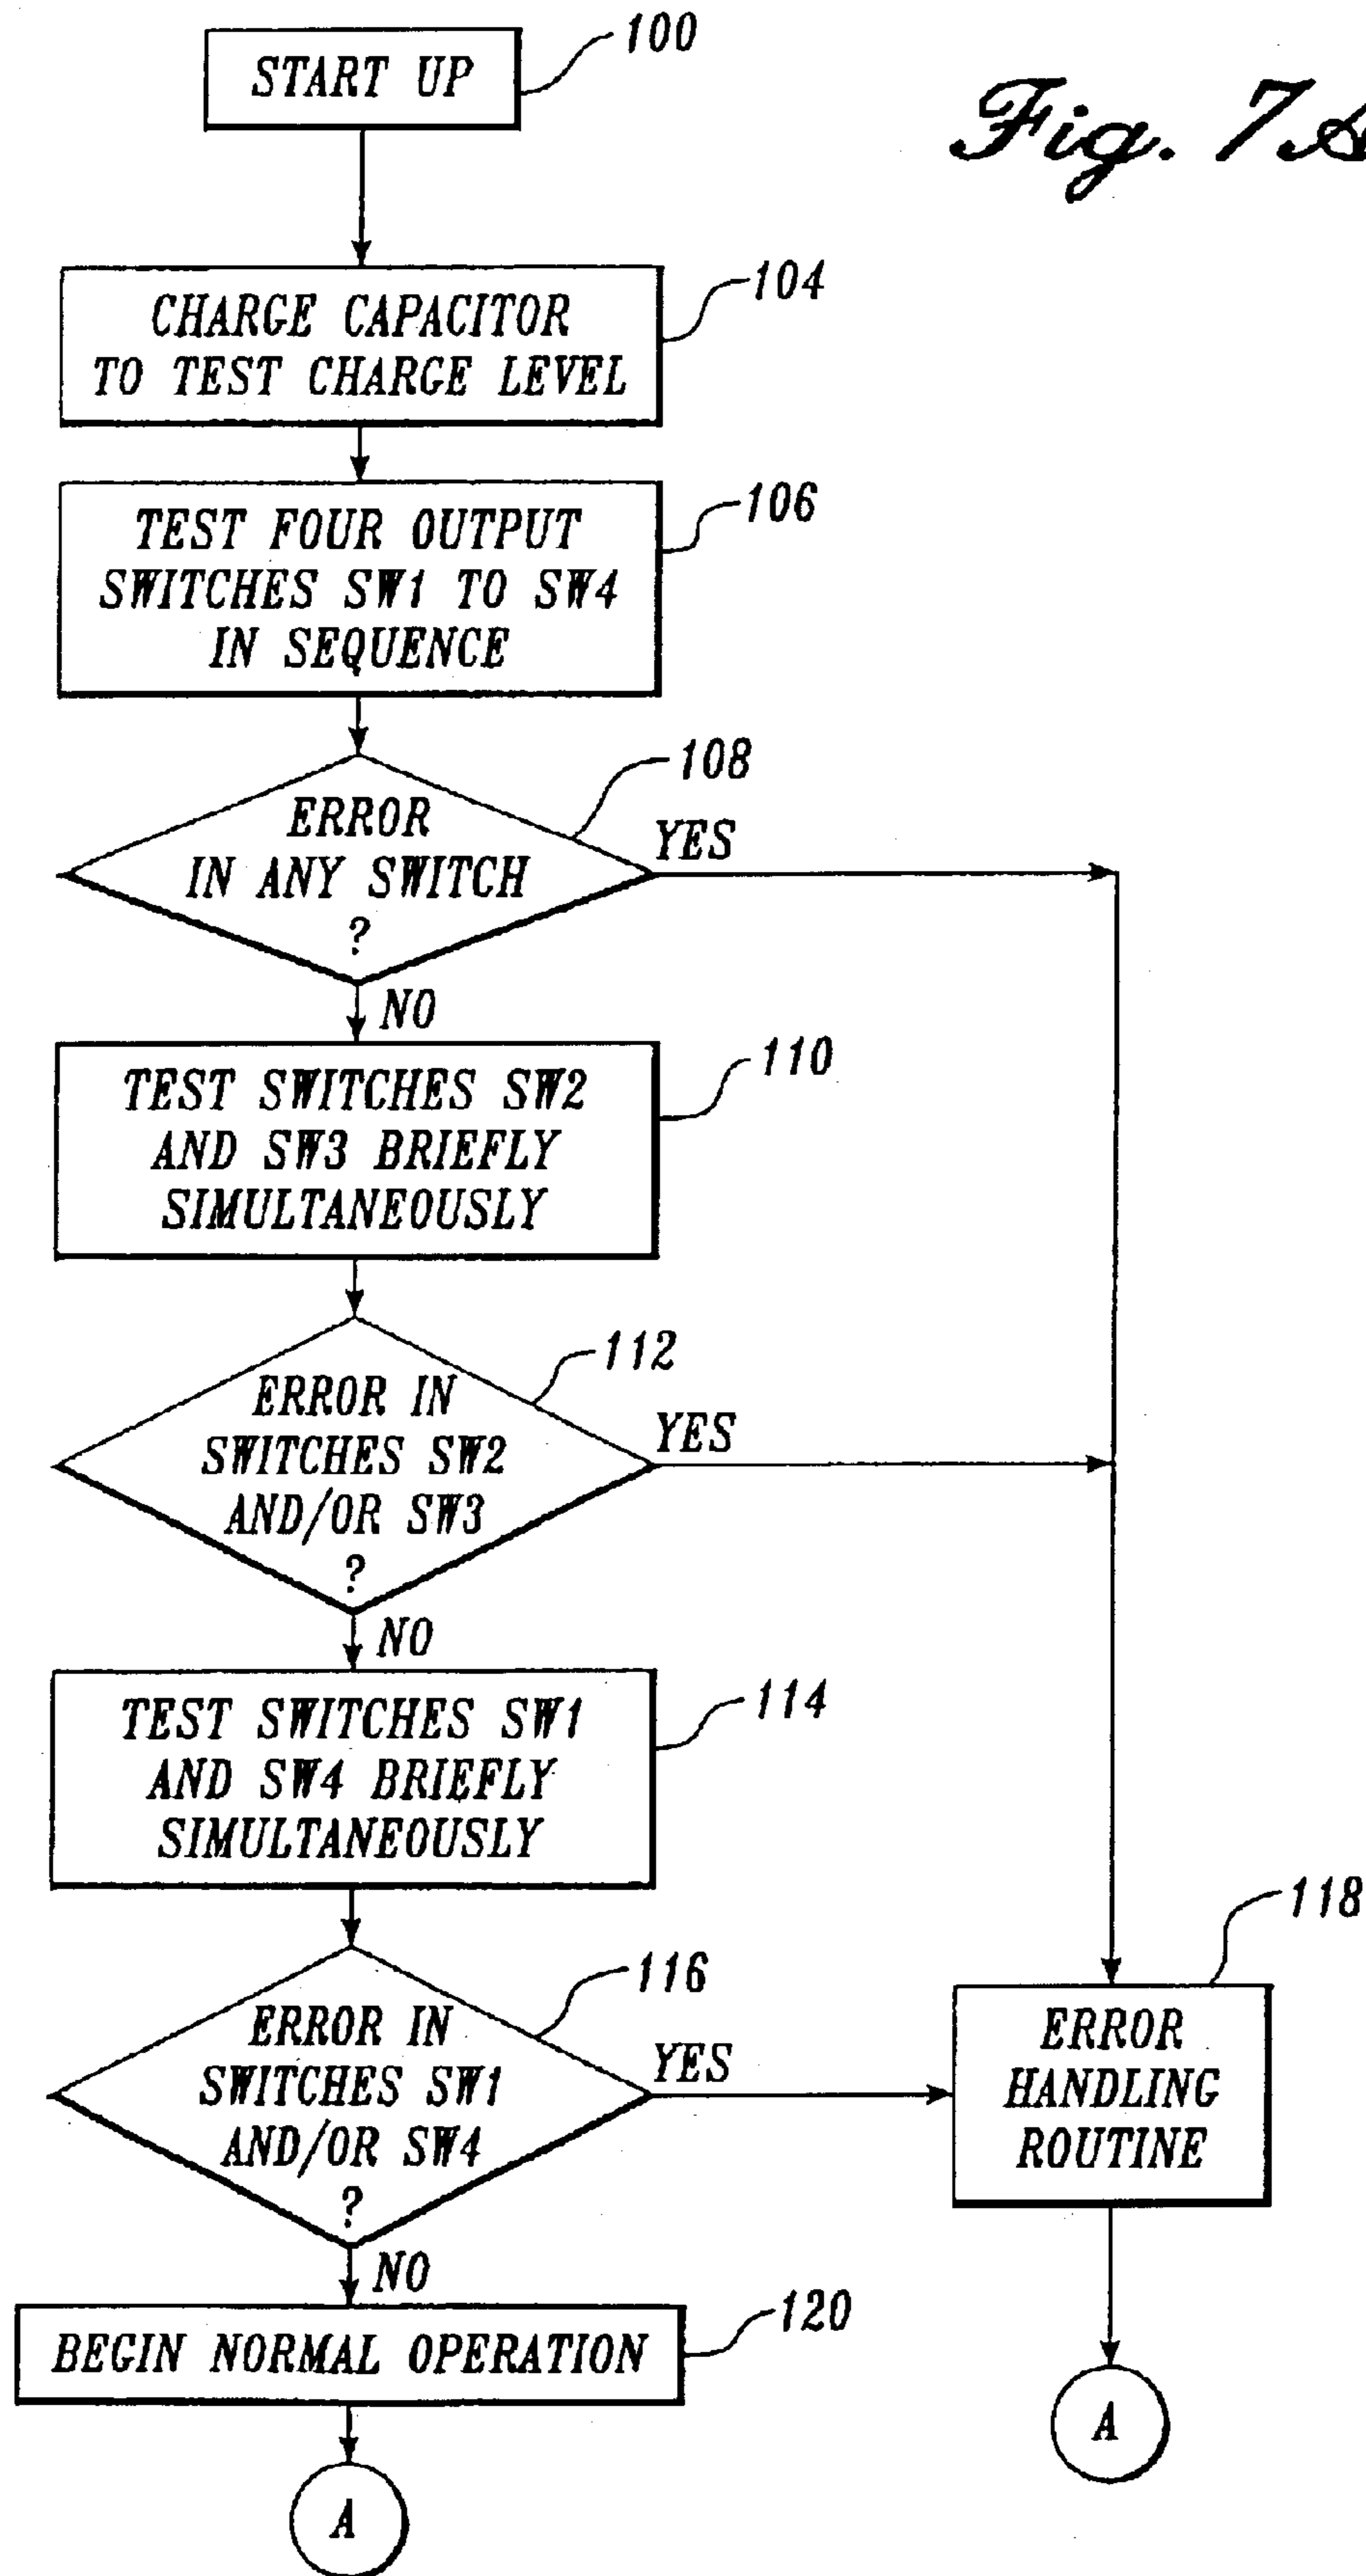 START UP
100
Fig. 7A
CHARGE CAPACITOR
TO TEST CHARGE LEVEL
104
TEST FOUR OUTPUT
SWITCHES SW1 TO SW4
IN SEQUENCE
106
ERROR
IN ANY SWITCH
?
108
YES
NO
TEST SWITCHES SW2
AND SW3 BRIEFLY
SIMULTANEOUSLY
110
ERROR IN
SWITCHES SW2
AND/OR SW3
?
112
YES
NO
TEST SWITCHES SW1
AND SW4 BRIEFLY
SIMULTANEOUSLY
114
ERROR IN
SWITCHES SW1
AND/OR SW4
?
116
YES
NO
ERROR
HANDLING
ROUTINE
118
BEGIN NORMAL OPERATION
120
A
A